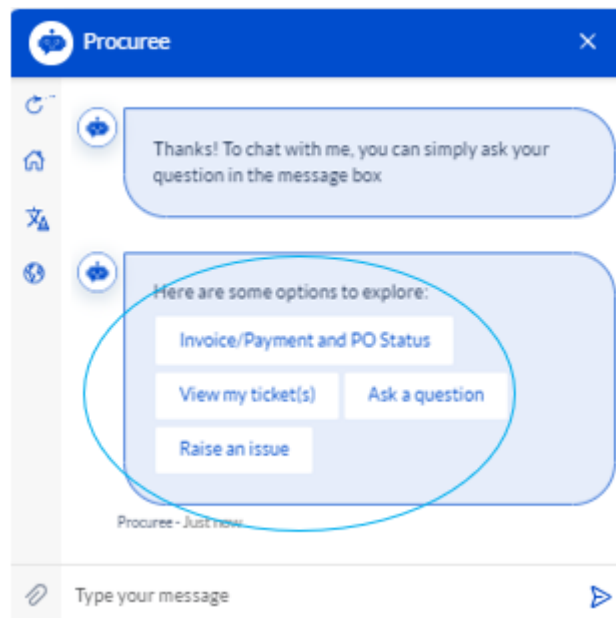 Procuree
Thanks! To chat with me, you can simply ask your
question in the message box
Here are some options to explore:
Invoice/Payment and PO Status
View my ticket(s)
Ask a question
Raise an issue
Procuree - Just now
Type your message